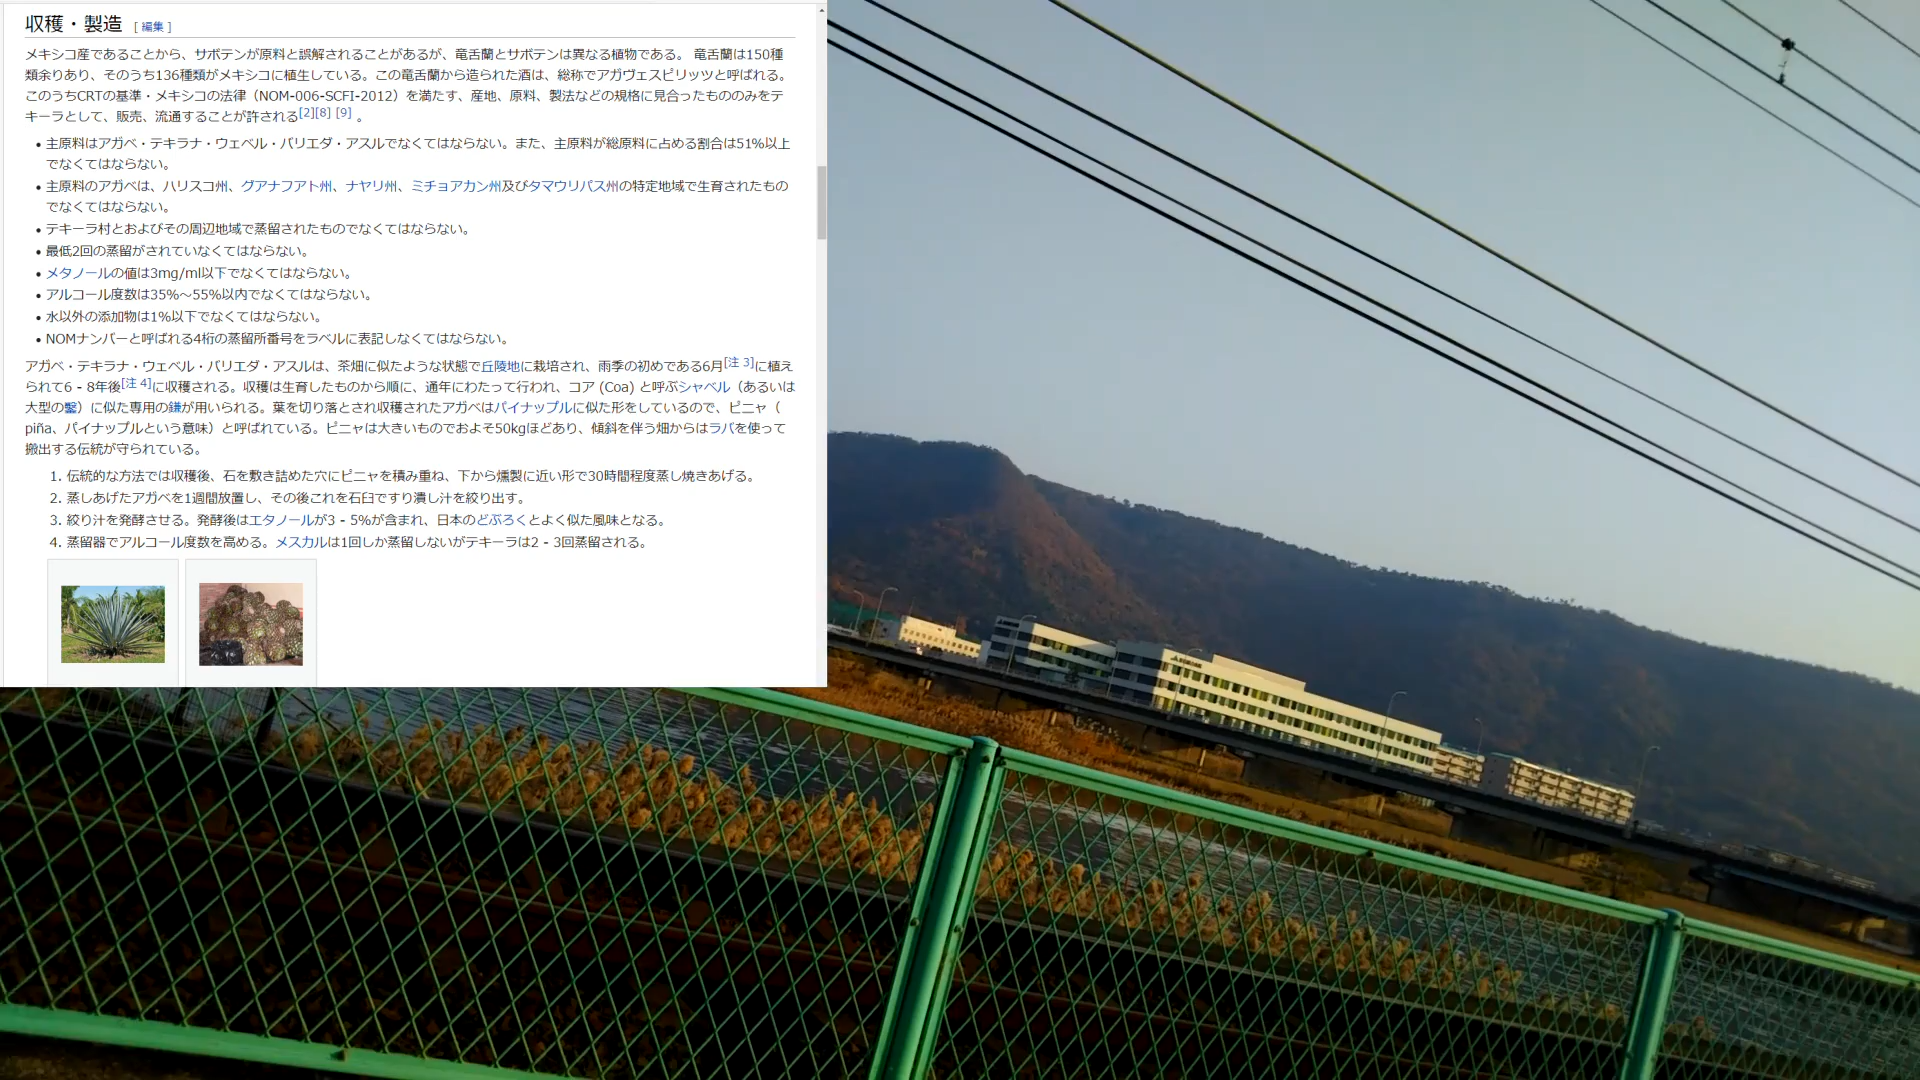 収穫・製造 [ 編集 ]
メキシコ産であることから、サボテンが原料と誤解されることがあるが、竜舌蘭とサボテンは異なる植物である。 竜舌蘭は150種
類余りあり、そのうち136種類がメキシコに植生している。この竜舌蘭から造られた酒は、総称でアガヴェスピリッツと呼ばれる。
このうちCRTの基準・メキシコの法律（NOM-006-SCFI-2012）を満たす、産地、原料、製法などの規格に見合ったもののみをテ
キーラとして、販売、流通することが許される[2][8] [9] 。
• 主原料はアガベ・テキラナ・ウェベル・バリエダ・アスルでなくてはならない。また、主原料が総原料に占める割合は51%以上
でなくてはならない。
• 主原料のアガベは、ハリスコ州、グアナフアト州、ナヤリ州、ミチョアカン州及びタマウリパス州の特定地域で生育されたもの
でなくてはならない。
• テキーラ村とおよびその周辺地域で蒸留されたものでなくてはならない。
• 最低2回の蒸留がされていなくてはならない。
• メタノールの値は3mg/ml以下でなくてはならない。
• アルコール度数は35%～55%以内でなくてはならない。
• 水以外の添加物は1%以下でなくてはならない。
• NOMナンバーと呼ばれる4桁の蒸留所番号をラベルに表記しなくてはならない。
アガベ・テキラナ・ウェベル・バリエダ・アスルは、茶畑に似たような状態で丘陵地に栽培され、雨季の初めである6月[注 3]に植え
られて6 - 8年後[注 4]に収穫される。収穫は生育したものから順に、通年にわたって行われ、コア (Coa) と呼ぶシャベル（あるいは
大型の鑿）に似た専用の鎌が用いられる。葉を切り落とされ収穫されたアガベはパイナップルに似た形をしているので、ピニャ（
piña、パイナップルという意味）と呼ばれている。ピニャは大きいものでおよそ50kgほどあり、傾斜を伴う畑からはラバを使って
搬出する伝統が守られている。
1. 伝統的な方法では収穫後、石を敷き詰めた穴にピニャを積み重ね、下から燻製に近い形で30時間程度蒸し焼きあげる。
2. 蒸しあげたアガベを1週間放置し、その後これを石臼ですり潰し汁を絞り出す。
3. 絞り汁を発酵させる。発酵後はエタノールが3 - 5%が含まれ、日本のどぶろくとよく似た風味となる。
4. 蒸留器でアルコール度数を高める。メスカルは1回しか蒸留しないがテキーラは2 - 3回蒸留される。